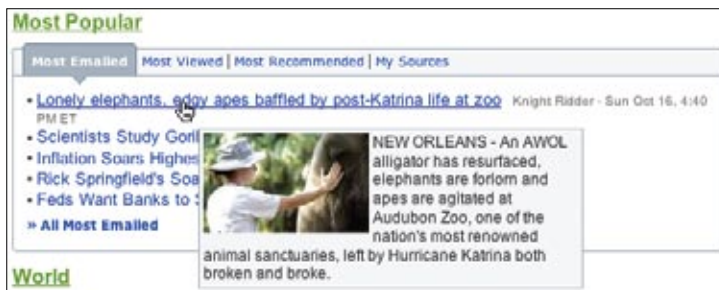 Most Popular
Most Emailed Most Viewed | Most Recommended | My Sources
• Lonely elephants, edgy apes baffled by post-Katrina life at zoo Knight Ridder - Sun Oct 16, 4:40
PM ET
• Scientists Study
• Inflation Soars
• Rick Springfield's
• Feds Want Banks to
» All Most Emailed
NEW ORLEANS - An AWOL
alligator has resurfaced,
elephants are forlorn and
apes are agitated at
Audubon Zoo, one of the
nation's most renowned
animal sanctuaries, left by Hurricane Katrina both
broken and broke.
World